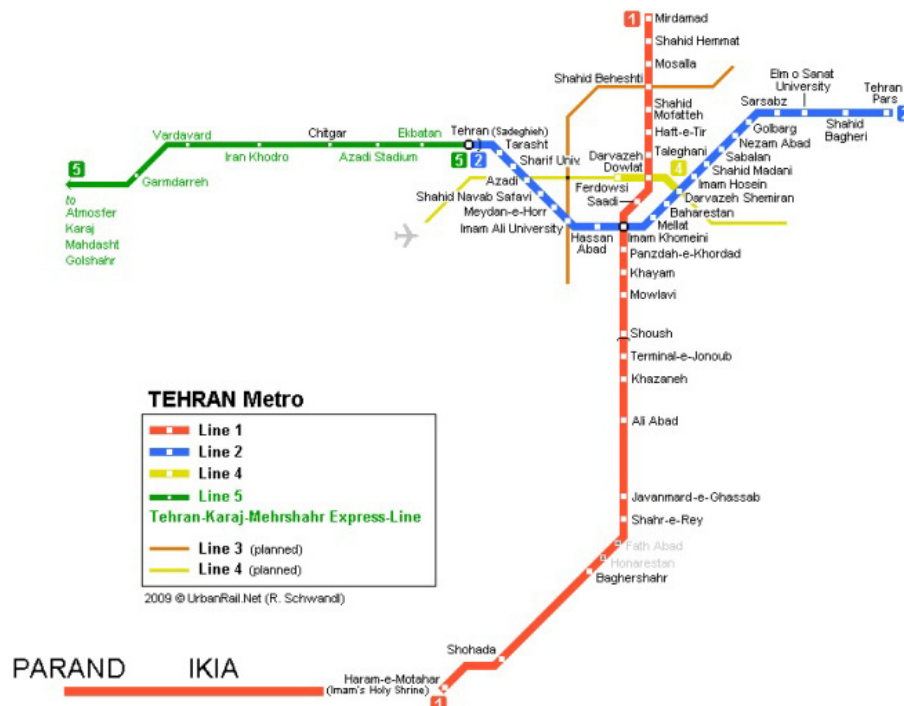 1
Mirdamad
Shahid Hemmat
Mosalla
Shahid Beheshti
Shahid
Mofatteh
Haft-e-Tir
Taleghani
Darvazeh
Dowlat
4
Ferdowsi
Saadi
Elm o Sanat
University
Tehran
Pars
2
Sarsabz
Shahid
Bagheri
Golbarg
Nezam Abad
Sabalan
Shahid Madani
Imam Hosein
Darvazeh Shemiran
Baharestan
Mellat
Imam Khomeini
Vardavard
Chitgar
Ekbatan
Tehran (Sadeghieh)
Iran Khodro
Azadi Stadium
5
2
Tarasht
Sharif Univ.
Azadi
Shahid Navab Safavi
Meydan-e-Horr
Imam Ali University
Hassan
Abad
5
Garmdarreh
to
Atmosfer
Karaj
Mahdasht
Golshahr
Panzdah-e-Khordad
Khayam
Mowlavi
Shoush
Terminal-e-Jonoub
Khazaneh
Ali Abad
Javanmard-e-Ghassab
Shahr-e-Rey
Fath Abad
Honarestan
Baghershahr
Shohada
Haram-e-Motahar
(Imam's Holy Shrine)
1
TEHRAN Metro
Line 1
Line 2
Line 4
Line 5
Tehran-Karaj-Mehrshahr Express-Line
Line 3 (planned)
Line 4 (planned)
2009 © UrbanRail.Net (R. Schwandl)
PARAND IKIA